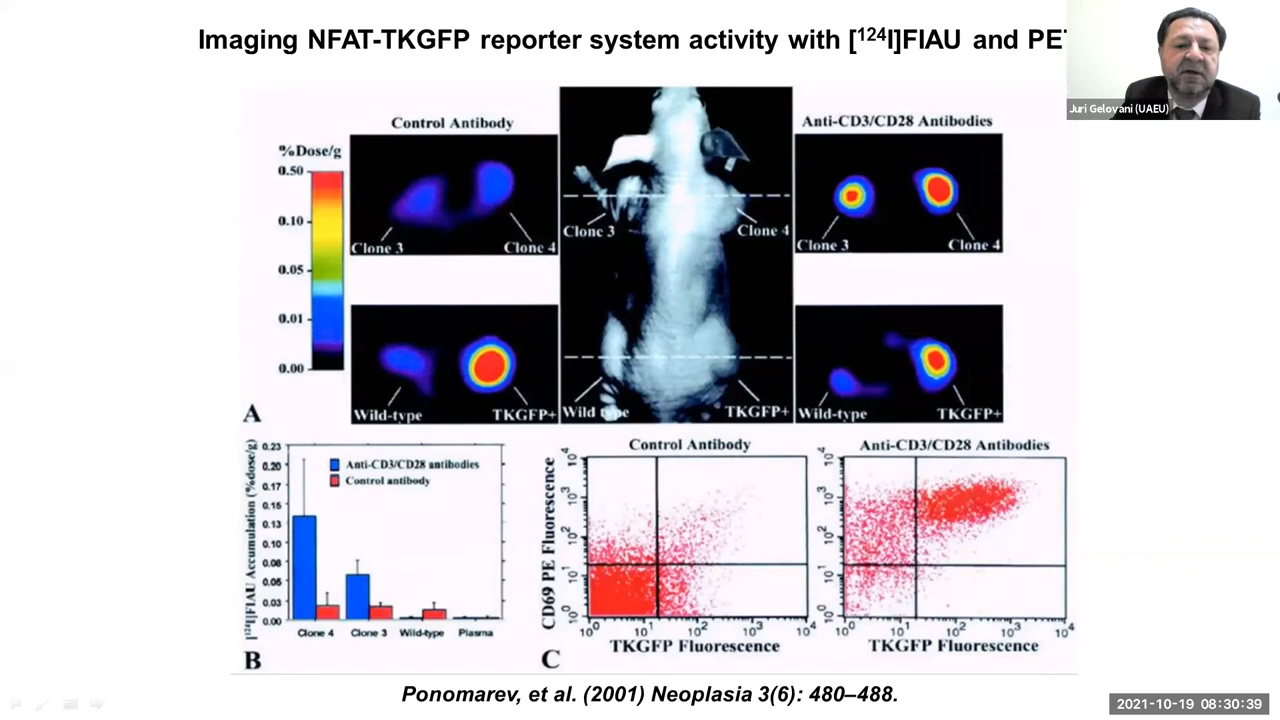 Imaging NFAT-TKGFP reporter system activity with [¹²⁴I]FIAU and PET
Juri Gelovani (UAEU)
Control Antibody
Anti-CD3/CD28 Antibodies
%Dose/g
0.50
0.10
0.05
0.01
0.00
Clone 3
Clone 4
Clone 3
Clone 4
Clone 3
Clone 4
Wild-type
TKGFP+
Wild type
TKGFP+
Wild-type
TKGFP+
A
[¹²⁴I]FIAU Accumulation (%dose/g)
0.23
0.20
0.17
0.15
0.13
0.10
0.08
0.06
0.03
0.00
Anti-CD3/CD28 antibodies
Control antibody
Clone 4
Clone 3
Wild-type
Plasma
B
Control Antibody
CD69 PE Fluorescence
10⁴
10³
10²
10¹
10⁰
10⁰
10¹
10²
10³
10⁴
TKGFP Fluorescence
Anti-CD3/CD28 Antibodies
10⁴
10³
10²
10¹
10⁰
10⁰
10¹
10²
10³
10⁴
TKGFP Fluorescence
C
Ponomarev, et al. (2001) Neoplasia 3(6): 480–488.
2021-10-19 08:30:39